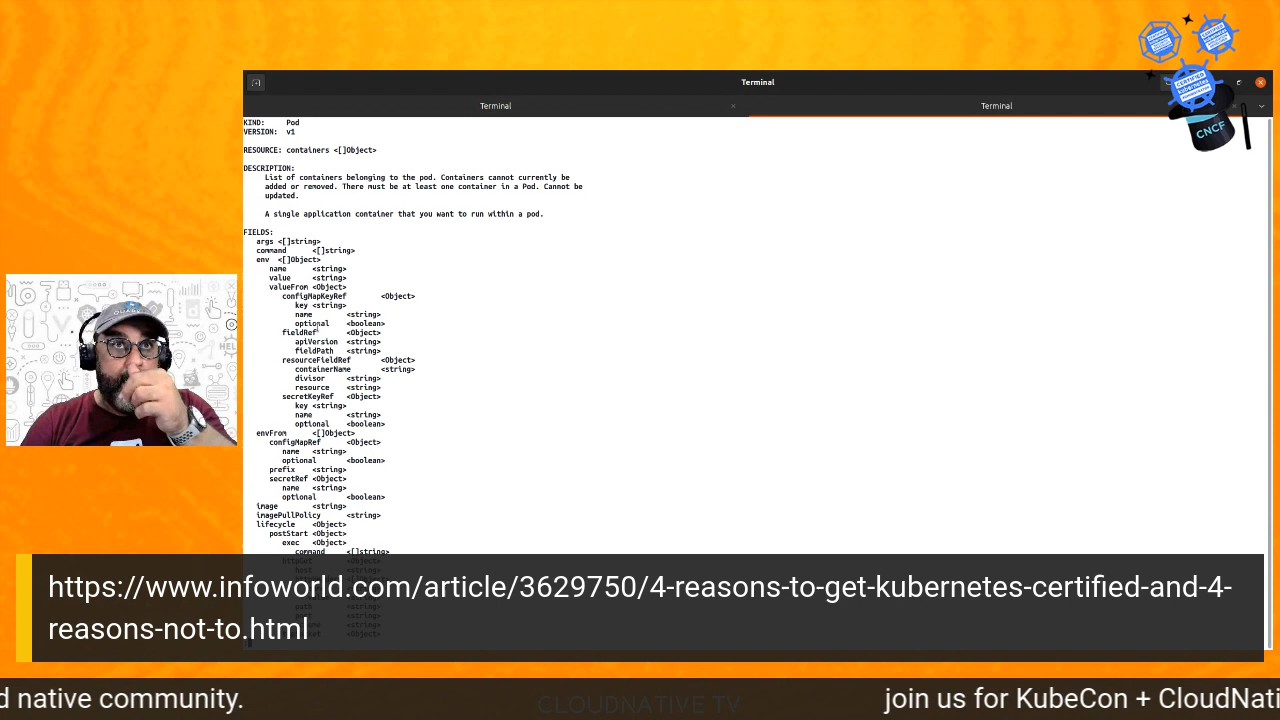 Terminal
Terminal
Terminal
CNCF
KIND: Pod
VERSION: v1
RESOURCE: containers <[]Object>
DESCRIPTION:
List of containers belonging to the pod. Containers cannot currently be
added or removed. There must be at least one container in a Pod. Cannot be
updated.
A single application container that you want to run within a pod.
FIELDS:
args <[]string>
command <[]string>
env <[]Object>
name <string>
value <string>
valueFrom <Object>
configMapKeyRef <Object>
key <string>
name <string>
optional <boolean>
fieldRef <Object>
apiVersion <string>
fieldPath <string>
resourceFieldRef <Object>
containerName <string>
divisor <string>
resource <string>
secretKeyRef <Object>
key <string>
name <string>
optional <boolean>
envFrom <[]Object>
configMapRef <Object>
name <string>
optional <boolean>
prefix <string>
secretRef <Object>
name <string>
optional <boolean>
image <string>
imagePullPolicy <string>
lifecycle <Object>
postStart <Object>
exec <Object>
command <[]string>
httpGet <Object>
host <string>
https://www.infoworld.com/article/3629750/4-reasons-to-get-kubernetes-certified-and-4-
reasons-not-to.html
d native community. join us for KubeCon + CloudNati
CLOUDNATIVE TV